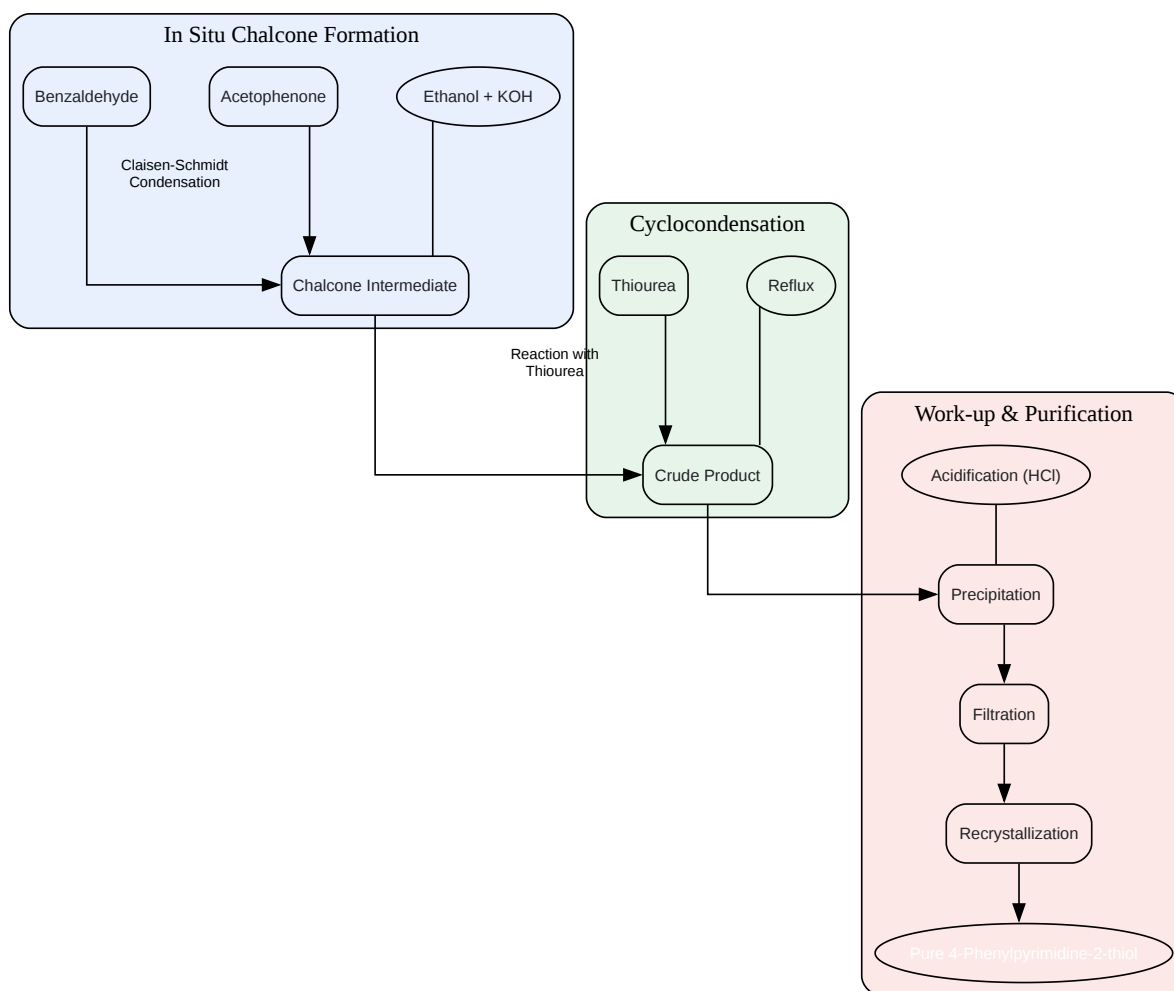 In Situ Chalcone Formation
Benzaldehyde
Acetophenone
Ethanol + KOH
Claisen-Schmidt
Condensation
Chalcone Intermediate
Cyclocondensation
Thiourea
Reflux
Reaction with
Thiourea
Crude Product
Work-up & Purification
Acidification (HCl)
Precipitation
Filtration
Recrystallization
Pure 4-Phenylpyrimidine-2-thiol